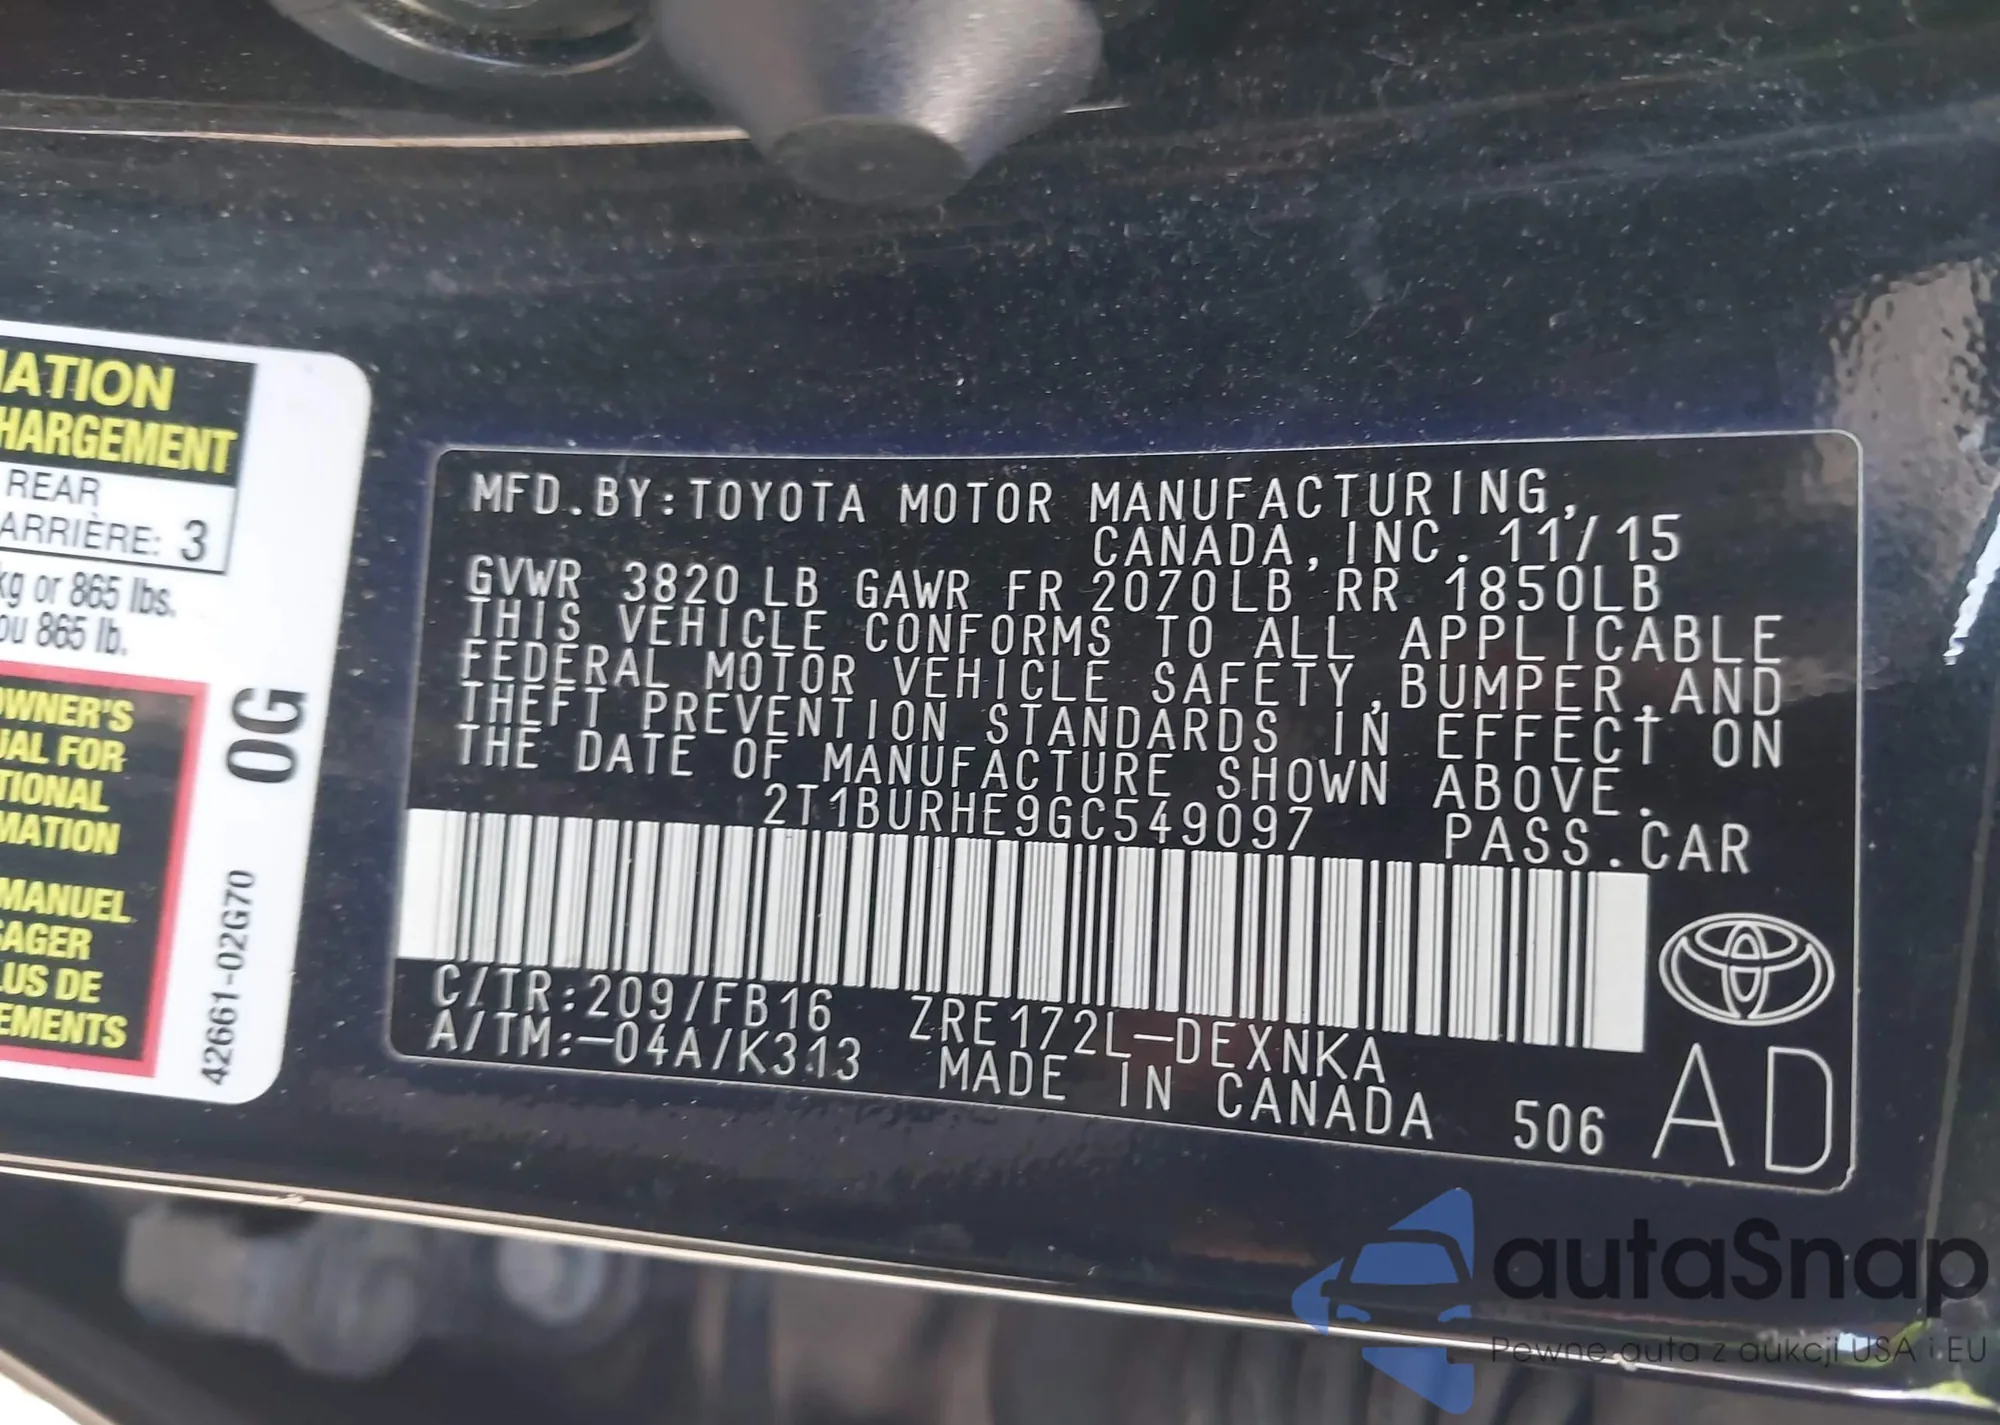 MATION
CHARGEMENT
REAR
ARRIÈRE: 3
kg or 865 lbs.
ou 865 lb.
OWNER'S
UAL FOR
TIONAL
MATION
MANUEL
SAGER
LUS DE
EMENTS
0G
42661-02G70
MFD.BY:TOYOTA MOTOR MANUFACTURING,
CANADA,INC. 11/15
GVWR 3820LB GAWR FR 2070LB RR 1850LB
THIS VEHICLE CONFORMS TO ALL APPLICABLE
FEDERAL MOTOR VEHICLE SAFETY,BUMPER,AND
THEFT PREVENTION STANDARDS IN EFFECT ON
THE DATE OF MANUFACTURE SHOWN ABOVE.
2T1BURHE9GC549097 PASS.CAR
C/TR:209/FB16 ZRE172L-DEXNKA
A/TM:-04A/K313 MADE IN CANADA 506
AD
autaSnap
Pewne auta z aukcji USA i EU